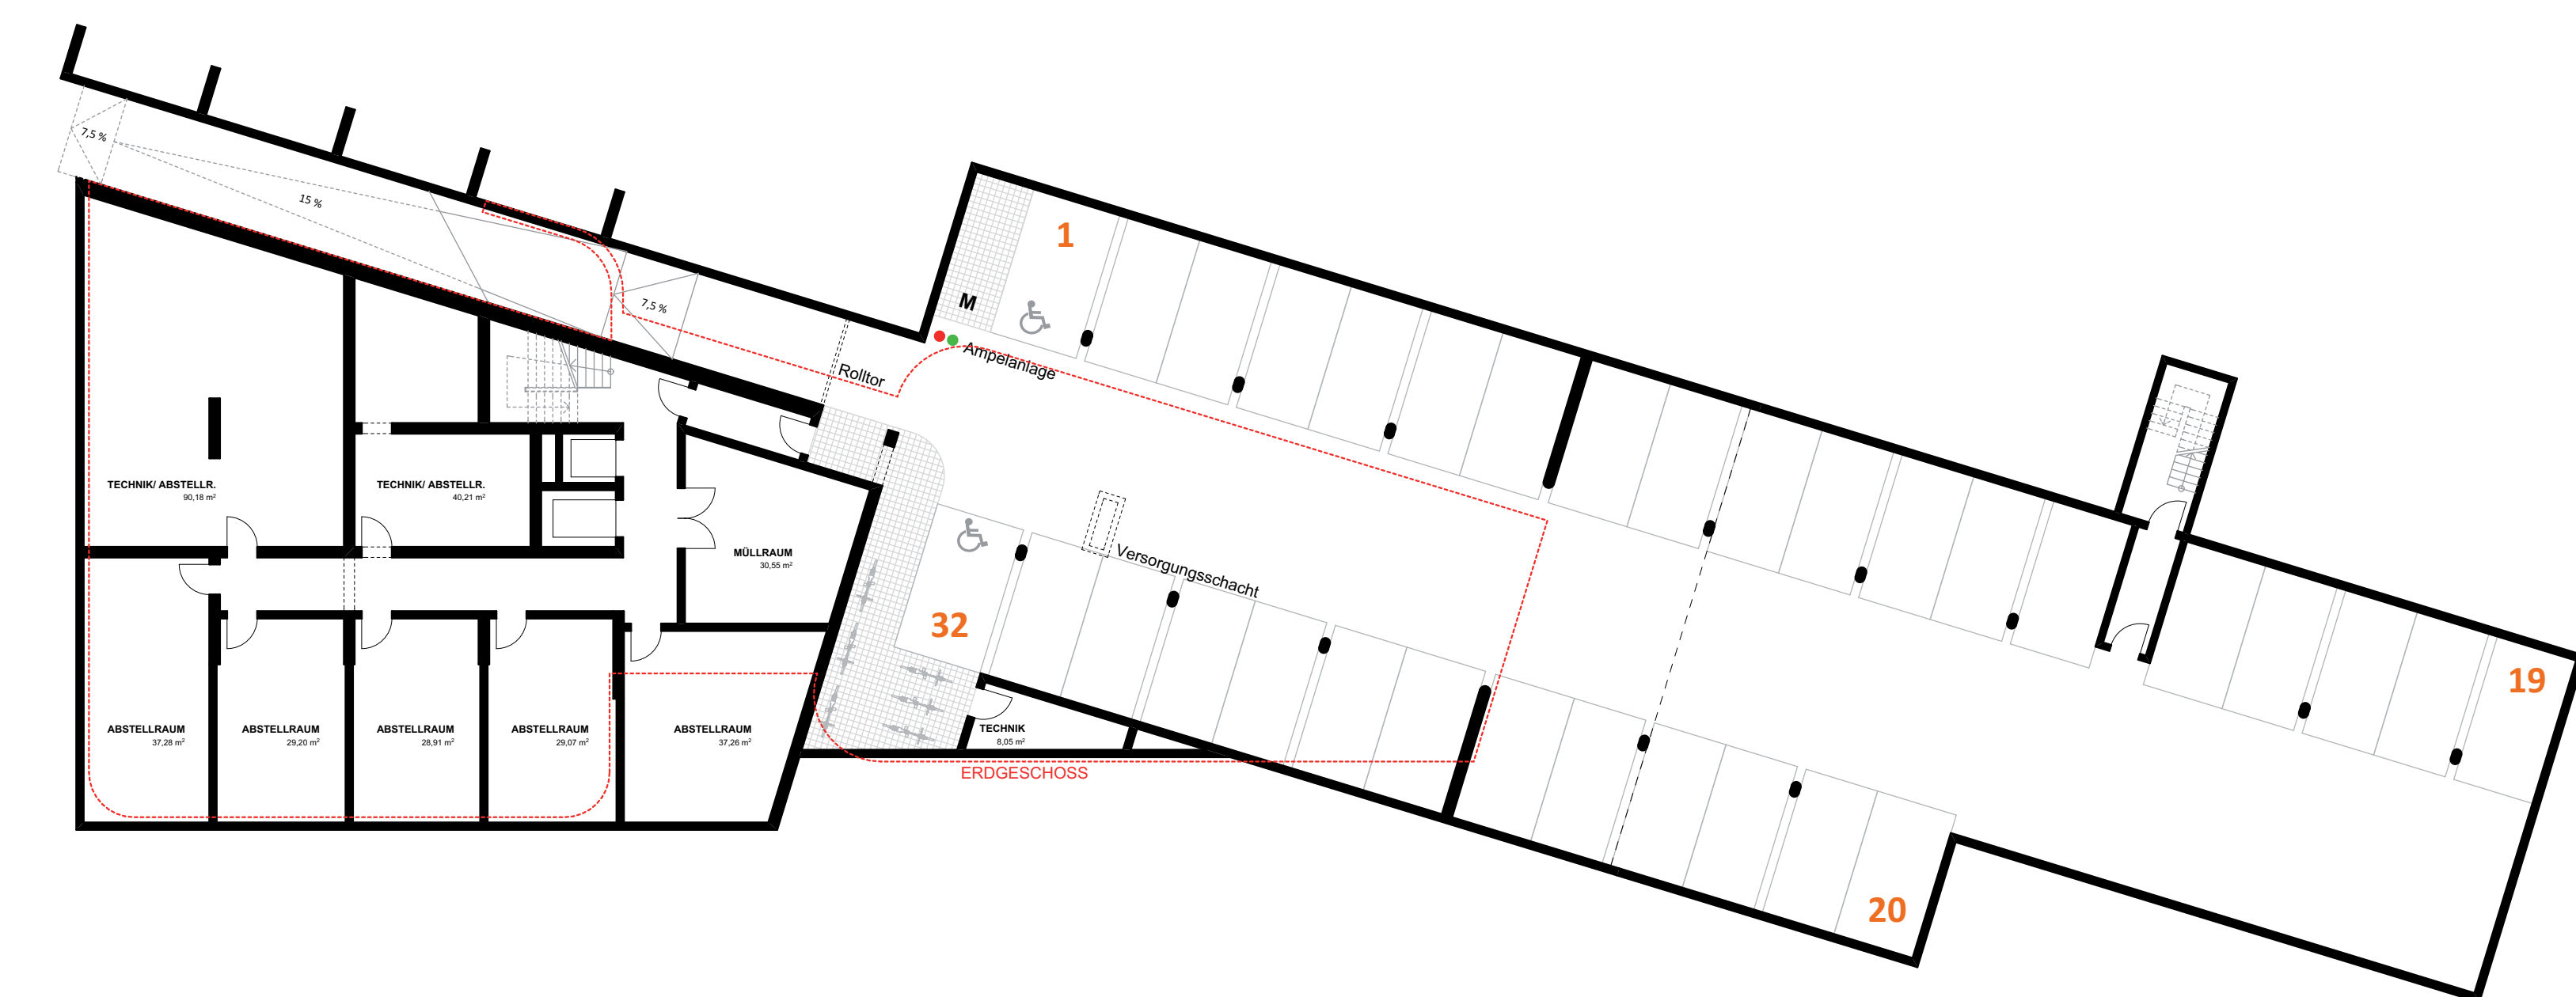 7,5 %
15 %
7,5 %
1
M
Rolltor
Ampelanlage
TECHNIK/ ABSTELLR.
90,18 m²
TECHNIK/ ABSTELLR.
40,21 m²
MÜLLRAUM
30,55 m²
Versorgungsschacht
32
19
ABSTELLRAUM
37,28 m²
ABSTELLRAUM
29,20 m²
ABSTELLRAUM
28,91 m²
ABSTELLRAUM
29,07 m²
ABSTELLRAUM
37,26 m²
TECHNIK
8,05 m²
ERDGESCHOSS
20